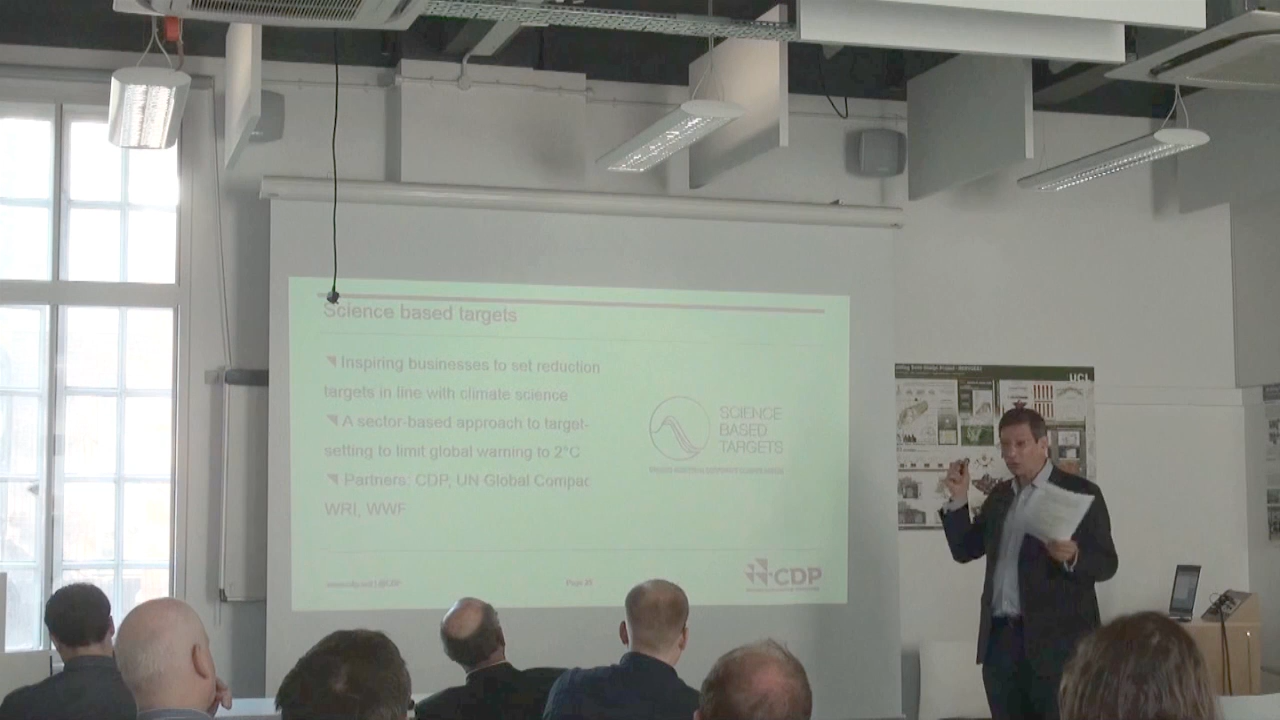 Science based targets
Inspiring businesses to set reduction
targets in line with climate science
A sector-based approach to target-
setting to limit global warning to 2°C
Partners: CDP, UN Global Compac
WRI, WWF
SCIENCE
BASED
TARGETS
CDP
UCL